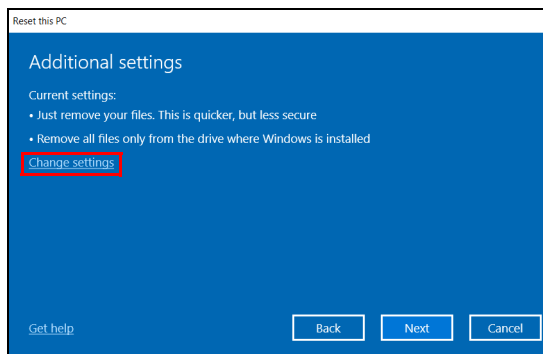 Reset this PC
Additional settings
Current settings:
• Just remove your files. This is quicker, but less secure
• Remove all files only from the drive where Windows is installed
Change settings
Get help
Back
Next
Cancel